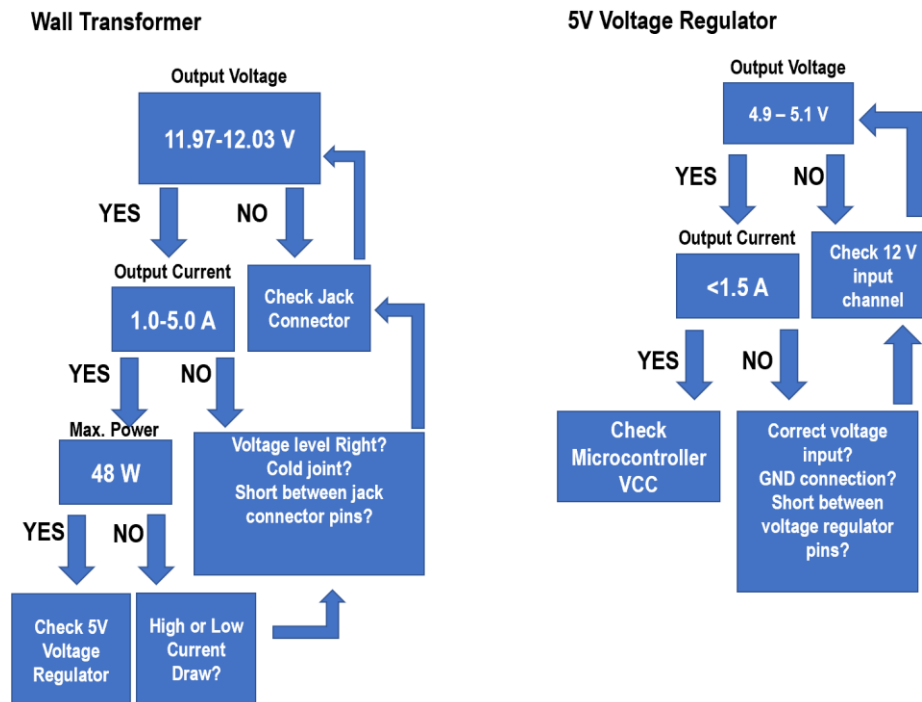 Wall Transformer
Output Voltage
11.97-12.03 V
YES
NO
Output Current
1.0-5.0 A
Check Jack
Connector
YES
NO
Max. Power
48 W
Voltage level Right?
Cold joint?
Short between jack
connector pins?
YES
NO
Check 5V
Voltage
Regulator
High or Low
Current
Draw?
5V Voltage Regulator
Output Voltage
4.9 – 5.1 V
YES
NO
Output Current
<1.5 A
Check 12 V
input
channel
YES
NO
Check
Microcontroller
VCC
Correct voltage
input?
GND connection?
Short between
voltage regulator
pins?